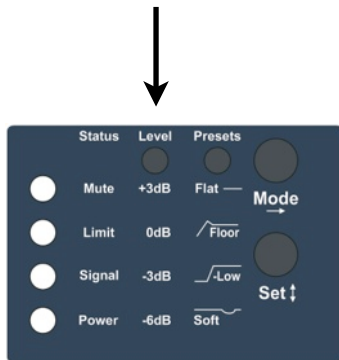 Status Level Presets
Mute +3dB Flat
Mode
Limit 0dB Floor
Signal -3dB -Low
Set
Power -6dB Soft